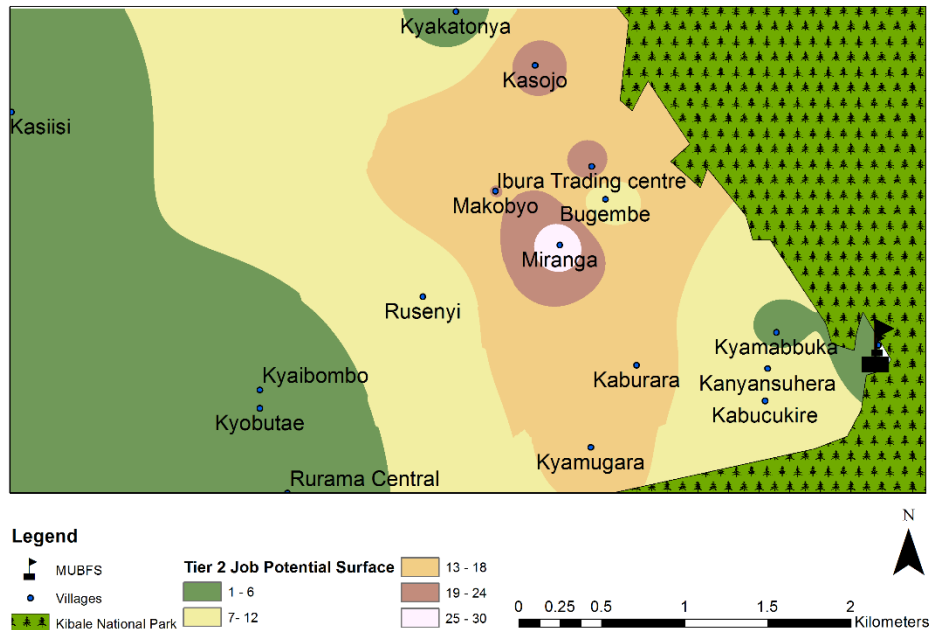 Kyakatonya
Kasojo
Kasiisi
Ibura Trading centre
Makobyo
Bugembe
Miranga
Rusenyi
Kyamabbuka
Kyaibombo
Kaburara
Kanyansuhera
Kyobutae
Kabucukire
Kyamugara
Rurama Central
Legend
MUBFS
Villages
Kibale National Park
Tier 2 Job Potential Surface
1 - 6
7 - 12
13 - 18
19 - 24
25 - 30
N
0 0.25 0.5 1 1.5 2
Kilometers